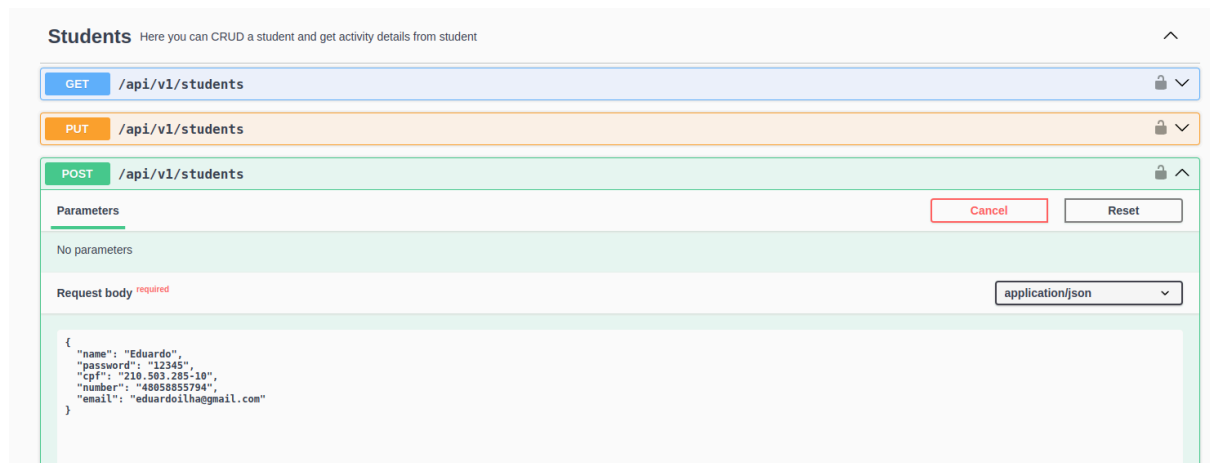 Students Here you can CRUD a student and get activity details from student
GET /api/v1/students
PUT /api/v1/students
POST /api/v1/students
Parameters Cancel Reset
No parameters
Request body required application/json
{
"name": "Eduardo",
"password": "12345",
"cpf": "210.503.285-10",
"number": "48058855794",
"email": "eduardoilha@gmail.com"
}